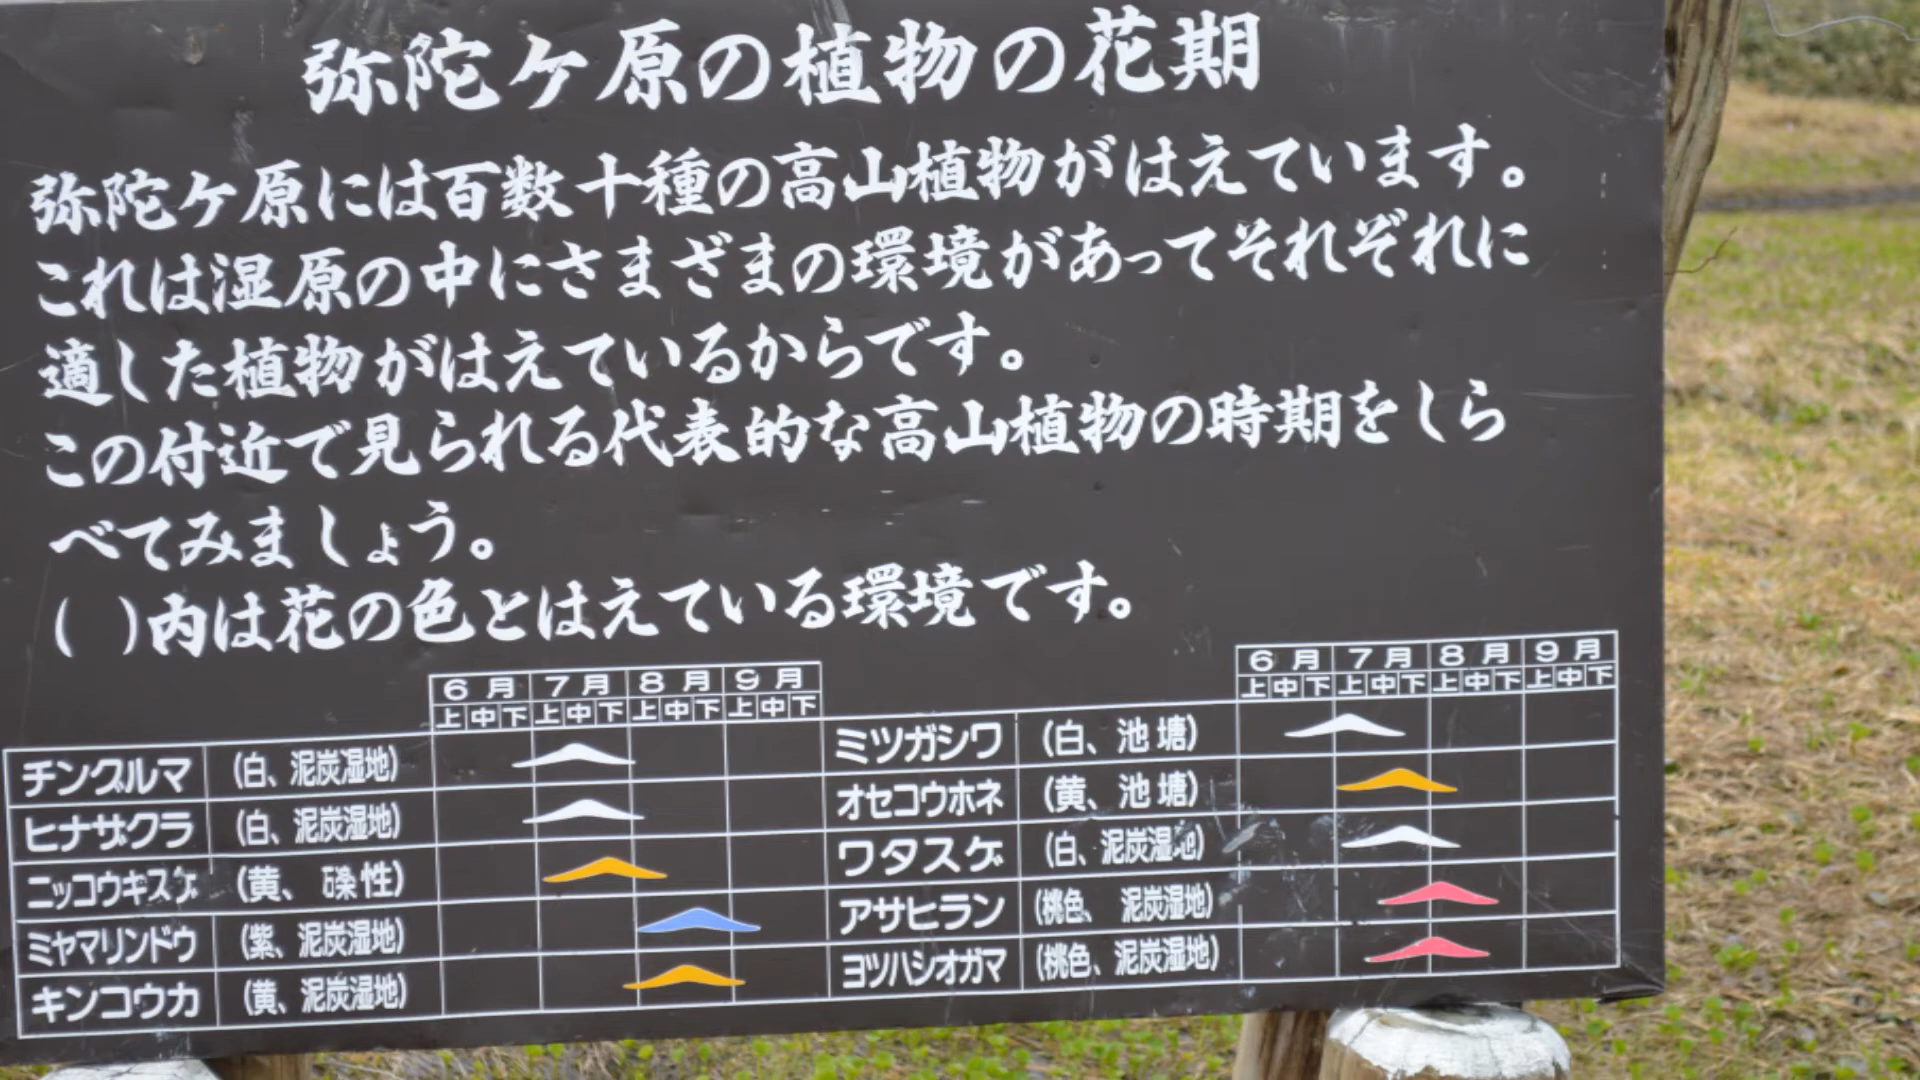 弥陀ケ原の植物の花期
弥陀ケ原には百数十種の高山植物がはえています。
これは湿原の中にさまざまの環境があってそれぞれに
適した植物がはえているからです。
この付近で見られる代表的な高山植物の時期をしら
べてみましょう。
( )内は花の色とはえている環境です。
6月 7月 8月 9月
上中下 上中下 上中下 上中下
チングルマ (白、泥炭湿地)
ヒナザクラ (白、泥炭湿地)
ニッコウキスゲ (黄、礫性)
ミヤマリンドウ (紫、泥炭湿地)
キンコウカ (黄、泥炭湿地)
6月 7月 8月 9月
上中下 上中下 上中下 上中下
ミツガシワ (白、池塘)
オセコウホネ (黄、池塘)
ワタスゲ (白、泥炭湿地)
アサヒラン (桃色、泥炭湿地)
ヨツハシオガマ (桃色、泥炭湿地)